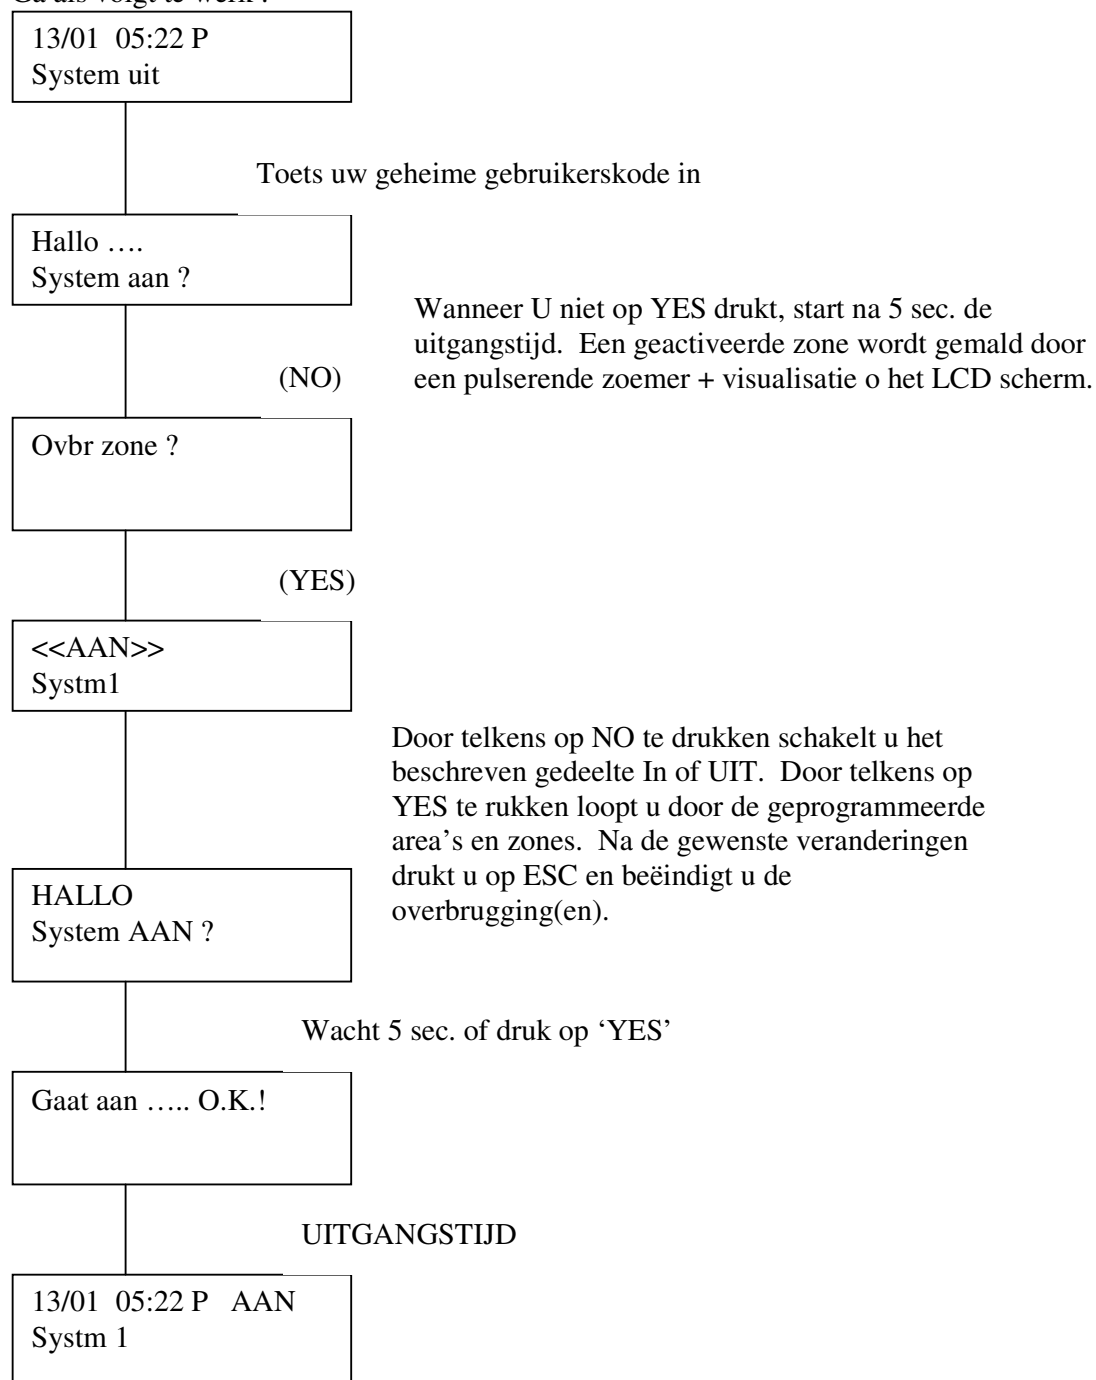 Ga als volgt te werk :
13/01  05:22 P
System uit
Toets uw geheime gebruikerskode in
Hallo ….
System aan ?
Wanneer U niet op YES drukt, start na 5 sec. de
uitgangstijd.  Een geactiveerde zone wordt gemald door
een pulserende zoemer + visualisatie o het LCD scherm.
(NO)
Ovbr zone ?
(YES)
<<AAN>>
Systm1
Door telkens op NO te drukken schakelt u het
beschreven gedeelte In of UIT.  Door telkens op
YES te rukken loopt u door de geprogrammeerde
area’s en zones.  Na de gewenste veranderingen
drukt u op ESC en beëindigt u de
overbrugging(en).
HALLO
System AAN ?
Wacht 5 sec. of druk op ‘YES’
Gaat aan ….. O.K.!
UITGANGSTIJD
13/01  05:22 P   AAN
Systm 1